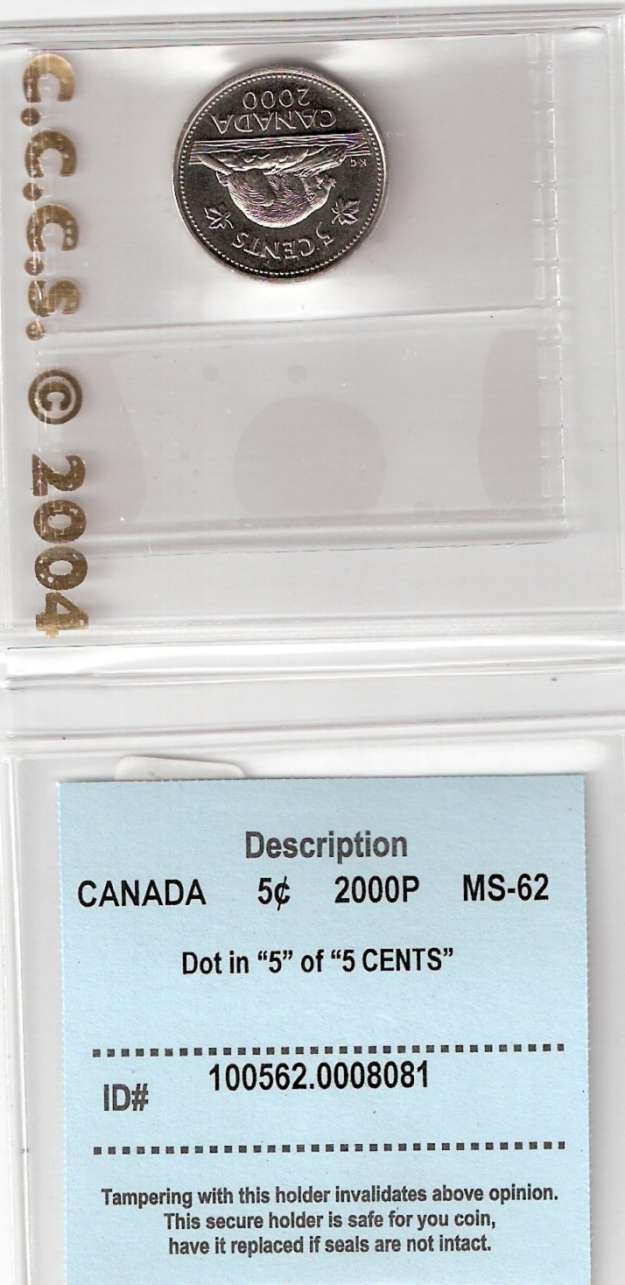 C.C.C.S. © 2004
5 CENTS
KG
CANADA
2000
Description
CANADA 5¢ 2000P MS-62
Dot in “5” of “5 CENTS”
ID# 100562.0008081
Tampering with this holder invalidates above opinion.
This secure holder is safe for you coin,
have it replaced if seals are not intact.